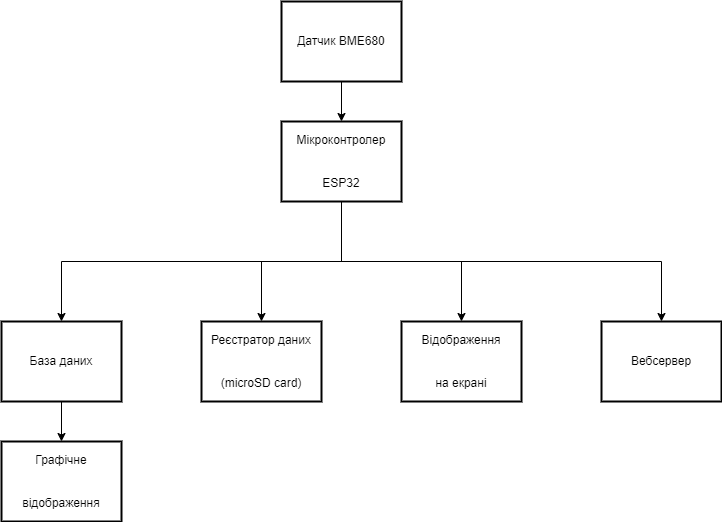 Датчик BME680
Мікроконтролер
ESP32
База даних
Реєстратор даних
(microSD card)
Відображення
на екрані
Вебсервер
Графічне
відображення